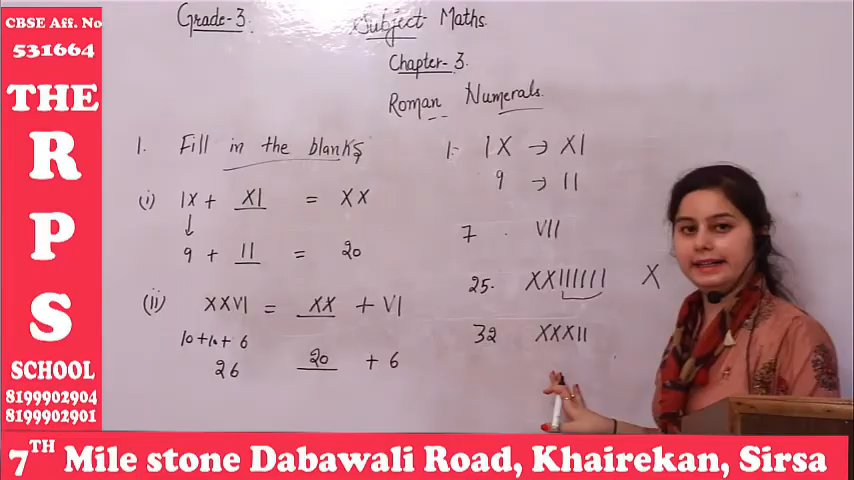 CBSE Aff. No
531664
THE
R
P
S
SCHOOL
8199902904
8199902901
Grade-3
Subject Maths.
Chapter-3.
Roman Numerals.
1. Fill in the blanks
(i) IX + XI = XX
9 + 11 = 20
(ii) XXVI = XX + VI
10+10+6
26 20 + 6
1. IX → XI
9 → 11
7 . VII
25. XXIIIIII X
32 XXXII
7TH Mile stone Dabawali Road, Khairekan, Sirsa